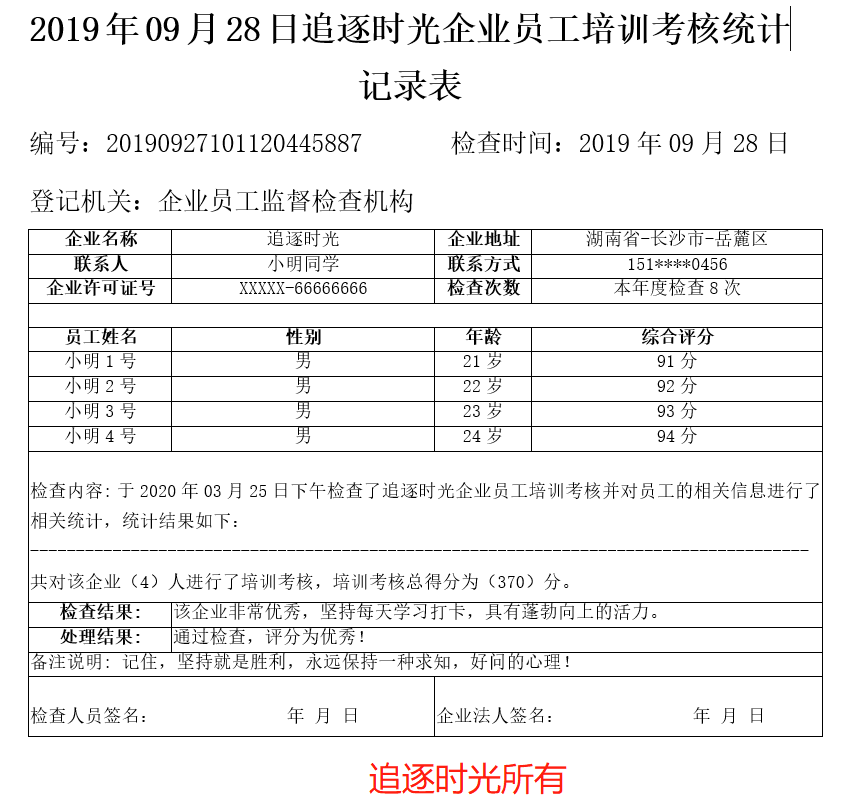 2019年09月28日追逐时光企业员工培训考核统计
记录表
编号：20190927101120445887 检查时间：2019年09月28日
登记机关：企业员工监督检查机构
企业名称 追逐时光 企业地址 湖南省-长沙市-岳麓区
联系人 小明同学 联系方式 151****0456
企业许可证号 XXXXX-66666666 检查次数 本年度检查8次
员工姓名 性别 年龄 综合评分
小明1号 男 21岁 91分
小明2号 男 22岁 92分
小明3号 男 23岁 93分
小明4号 男 24岁 94分
检查内容: 于2020年03月25日下午检查了追逐时光企业员工培训考核并对员工的相关信息进行了
相关统计，统计结果如下:
--------------------------------------------------------------------------------------
共对该企业（4）人进行了培训考核，培训考核总得分为（370）分。
检查结果: 该企业非常优秀，坚持每天学习打卡，具有蓬勃向上的活力。
处理结果: 通过检查，评分为优秀!
备注说明: 记住，坚持就是胜利，永远保持一种求知，好问的心理!
检查人员签名: 年 月 日 企业法人签名: 年 月 日
追逐时光所有